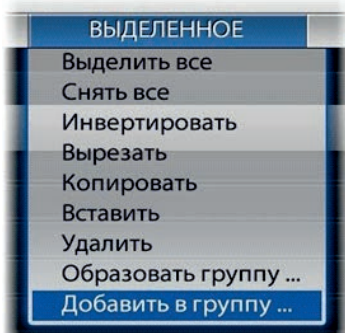 ВЫДЕЛЕННОЕ
Выделить все
Снять все
Инвертировать
Вырезать
Копировать
Вставить
Удалить
Образовать группу ...
Добавить в группу ...